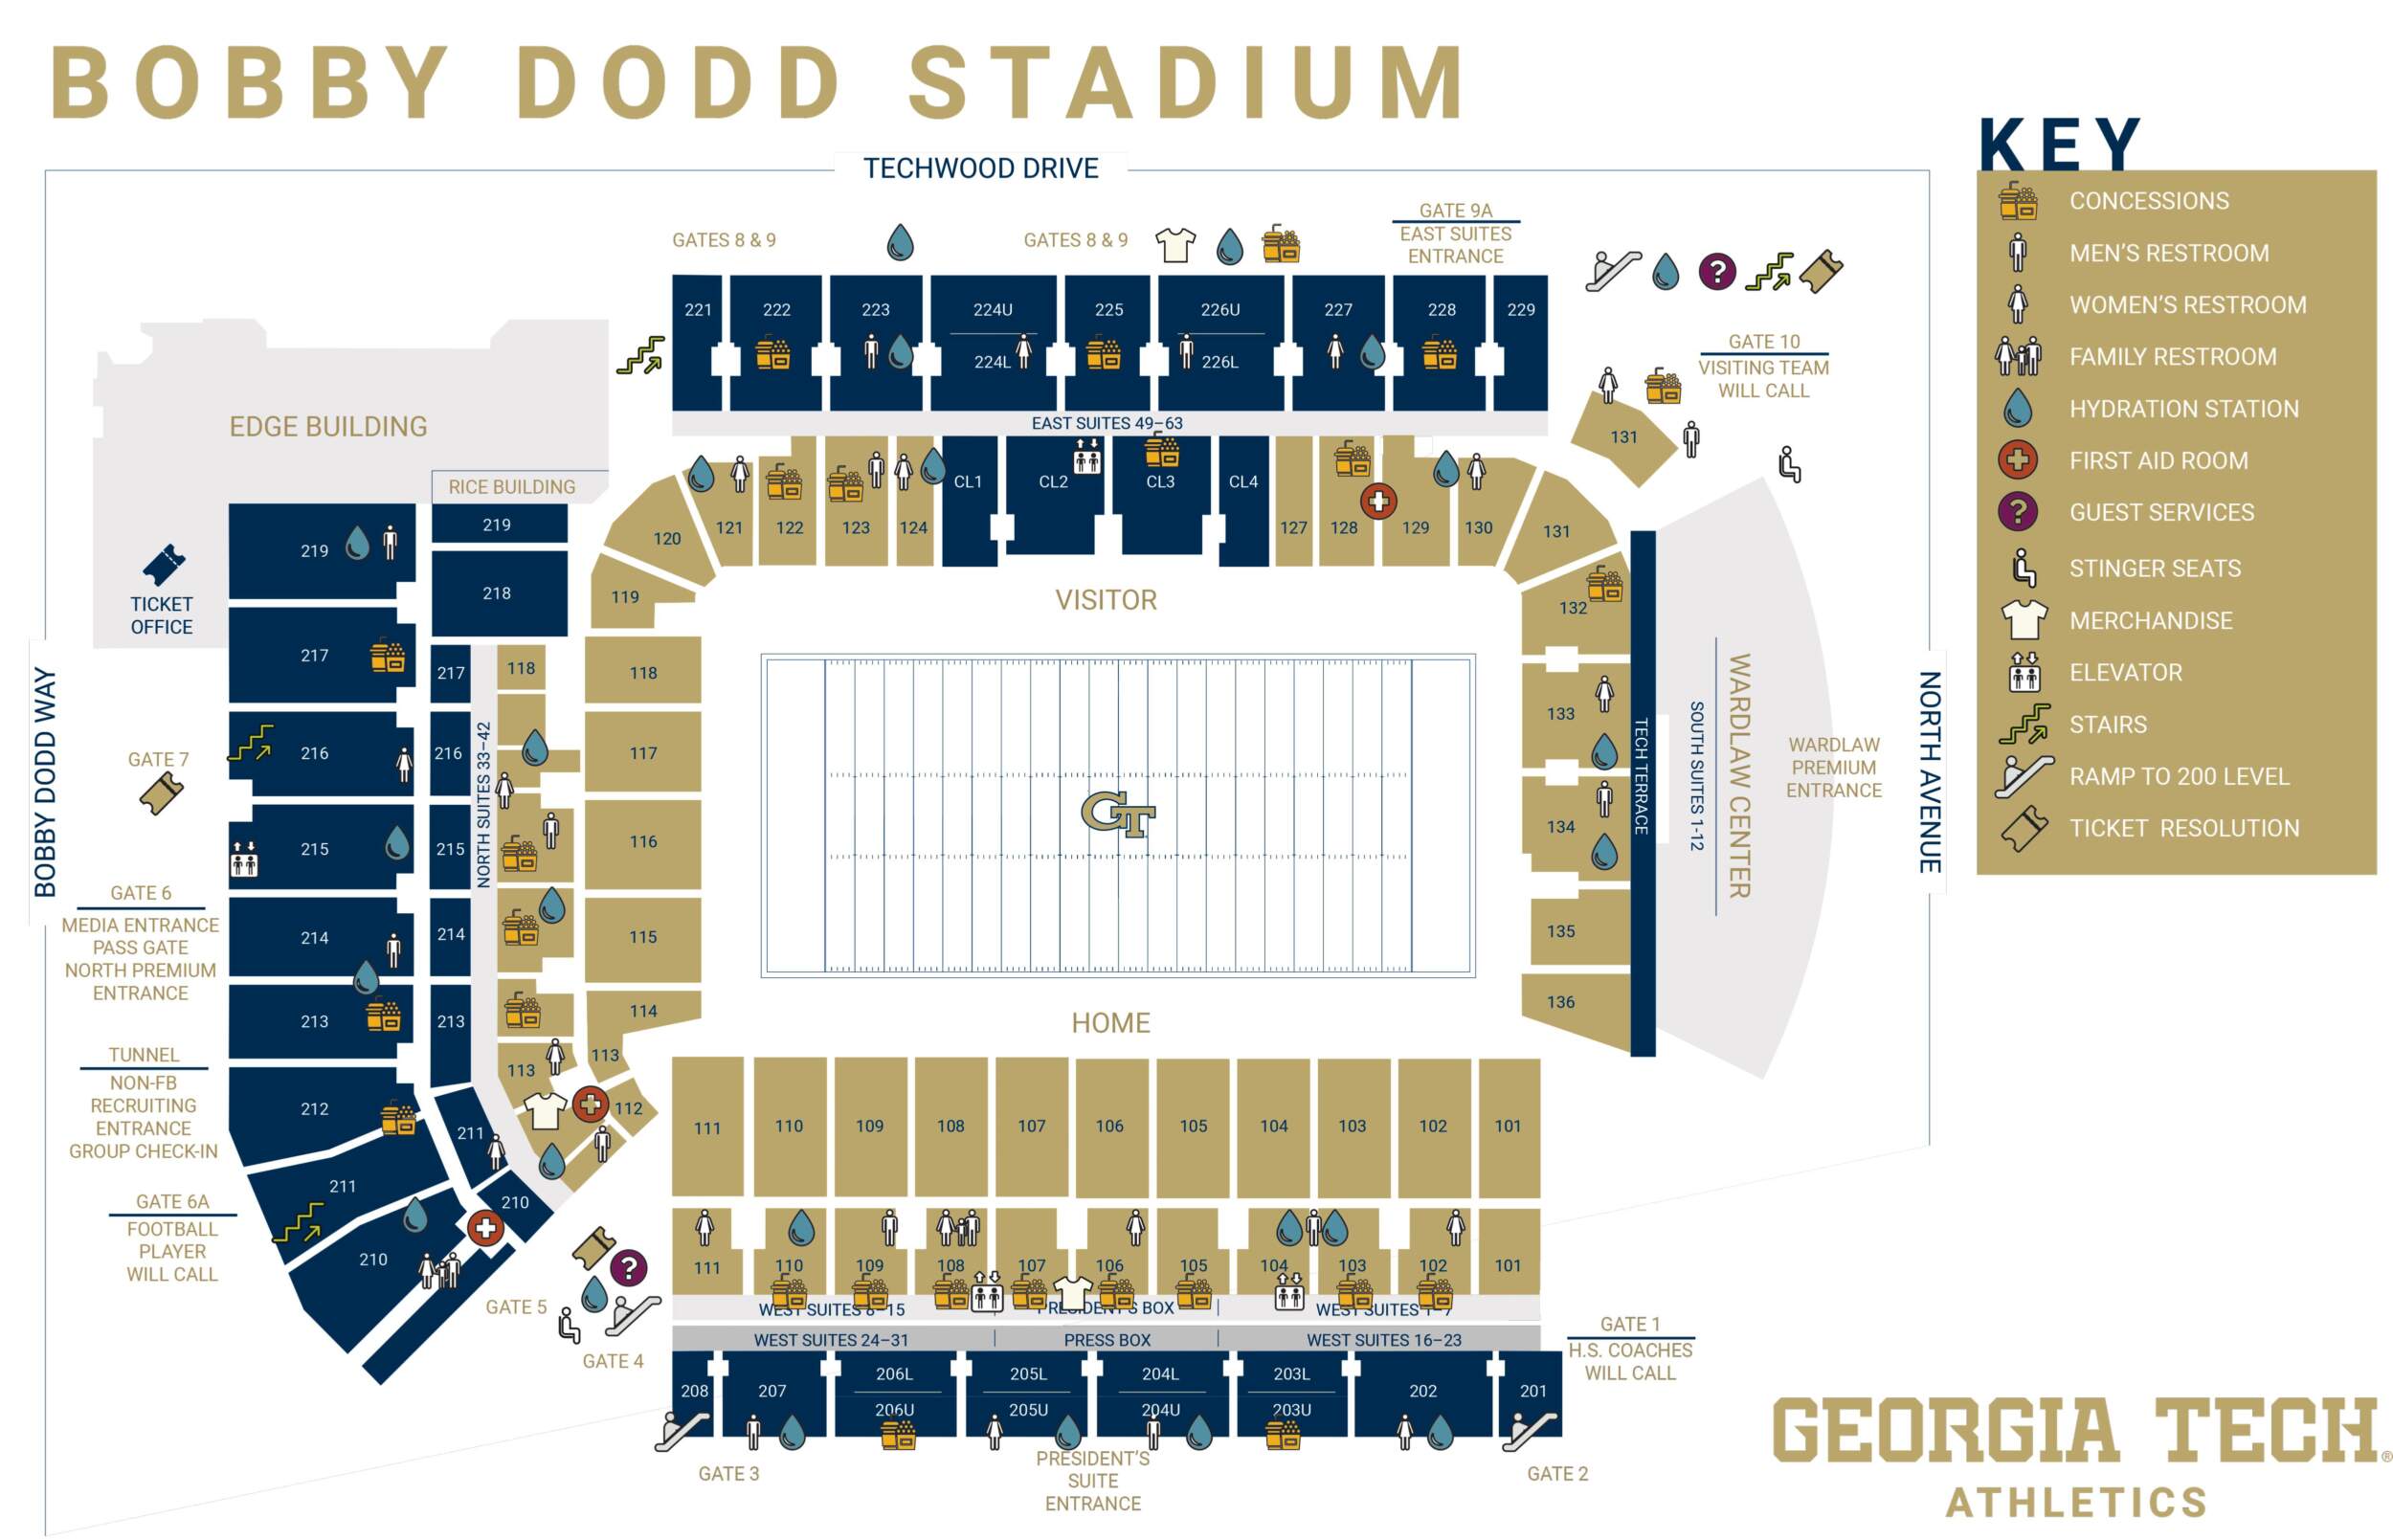 BOBBY DODD STADIUM
KEY
CONCESSIONS
MEN'S RESTROOM
WOMEN'S RESTROOM
FAMILY RESTROOM
HYDRATION STATION
FIRST AID ROOM
GUEST SERVICES
STINGER SEATS
MERCHANDISE
ELEVATOR
STAIRS
RAMP TO 200 LEVEL
TICKET RESOLUTION
TECHWOOD DRIVE
GATES 8 & 9
GATES 8 & 9
GATE 9A
EAST SUITES
ENTRANCE
221 222 223 224U 225 226U 227 228 229
224L 226L
EAST SUITES 49–63
GATE 10
VISITING TEAM
WILL CALL
131
EDGE BUILDING
RICE BUILDING
TICKET
OFFICE
CL1 CL2 CL3 CL4
120 121 122 123 124 127 128 129 130 131
119
132
133
134
135
136
TECH TERRACE
SOUTH SUITES 1-12
WARDLAW CENTER
WARDLAW
PREMIUM
ENTRANCE
NORTH AVENUE
VISITOR
GT
HOME
BOBBY DODD WAY
GATE 7
GATE 6
MEDIA ENTRANCE
PASS GATE
NORTH PREMIUM
ENTRANCE
TUNNEL
NON-FB
RECRUITING
ENTRANCE
GROUP CHECK-IN
GATE 6A
FOOTBALL
PLAYER
WILL CALL
219 219
218
217 217 118 118
216 216 117
215 215 116
NORTH SUITES 33–42
214 214 115
213 213 114
113 113
212 112
211 211
210 210
GATE 5
GATE 4
111 110 109 108 107 106 105 104 103 102 101
111 110 109 108 107 106 105 104 103 102 101
WEST SUITES 8–15 PRESIDENT'S BOX WEST SUITES 1–7
WEST SUITES 24–31 PRESS BOX WEST SUITES 16–23
GATE 1
H.S. COACHES
WILL CALL
208 207 206L 205L 204L 203L 202 201
206U 205U 204U 203U
GATE 3
PRESIDENT'S
SUITE
ENTRANCE
GATE 2
GEORGIA TECH®
ATHLETICS